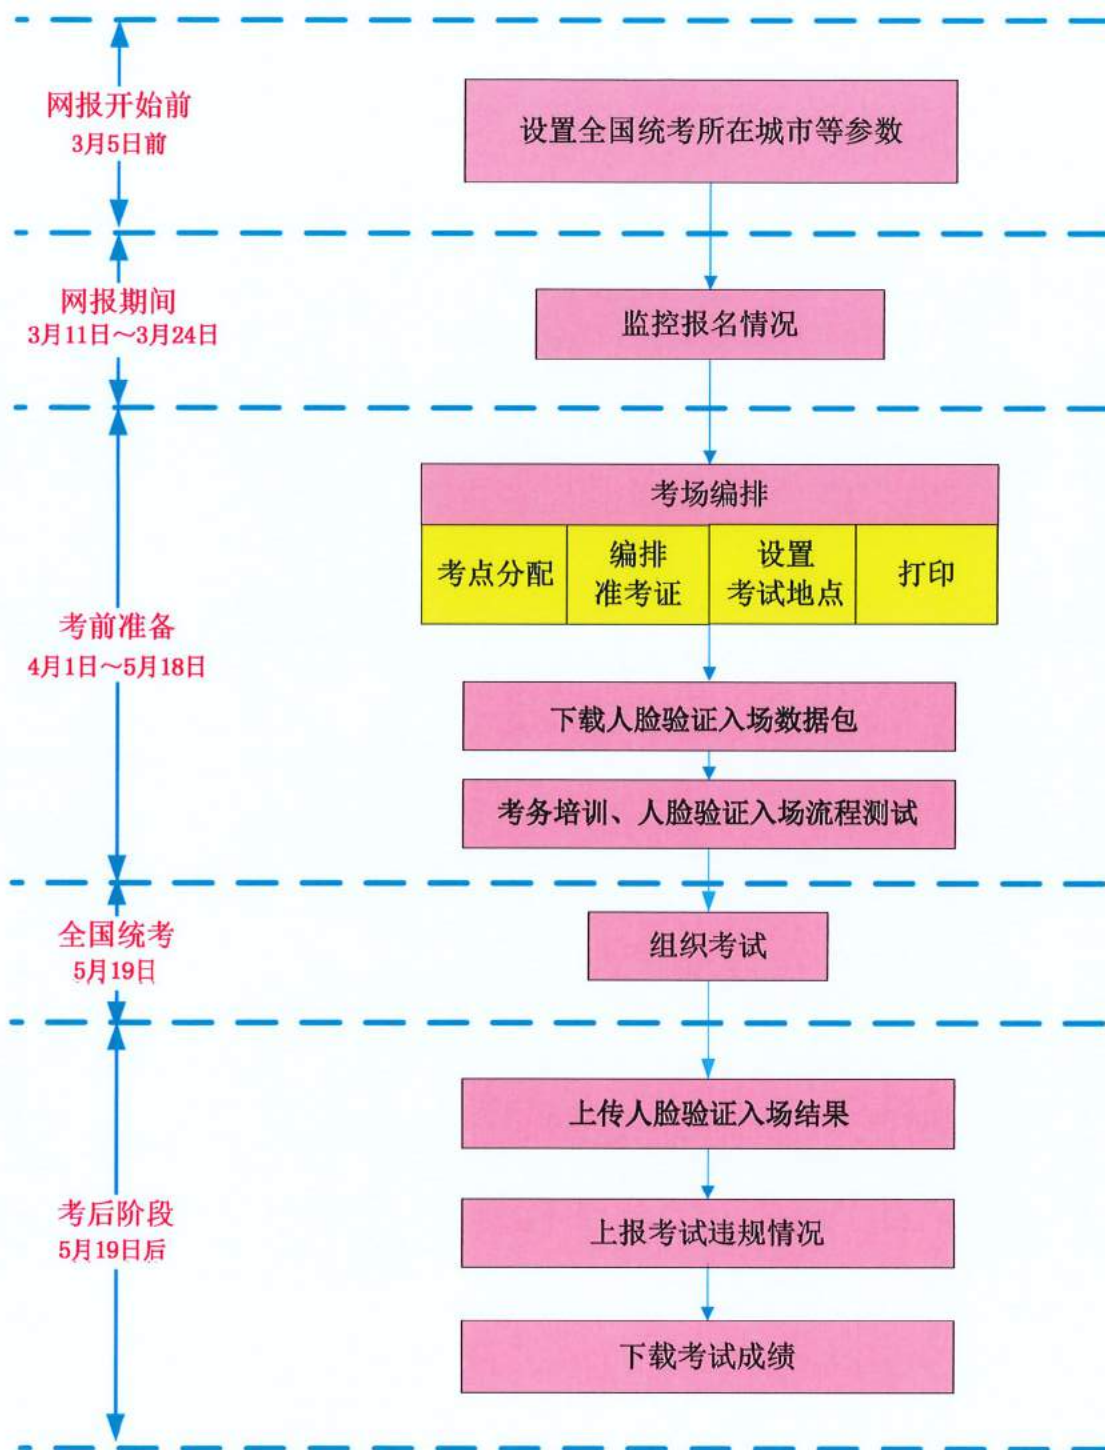 网报开始前
3月5日前
设置全国统考所在城市等参数
网报期间
3月11日～3月24日
监控报名情况
考前准备
4月1日～5月18日
考场编排
考点分配
编排
准考证
设置
考试地点
打印
下载人脸验证入场数据包
考务培训、人脸验证入场流程测试
全国统考
5月19日
组织考试
考后阶段
5月19日后
上传人脸验证入场结果
上报考试违规情况
下载考试成绩